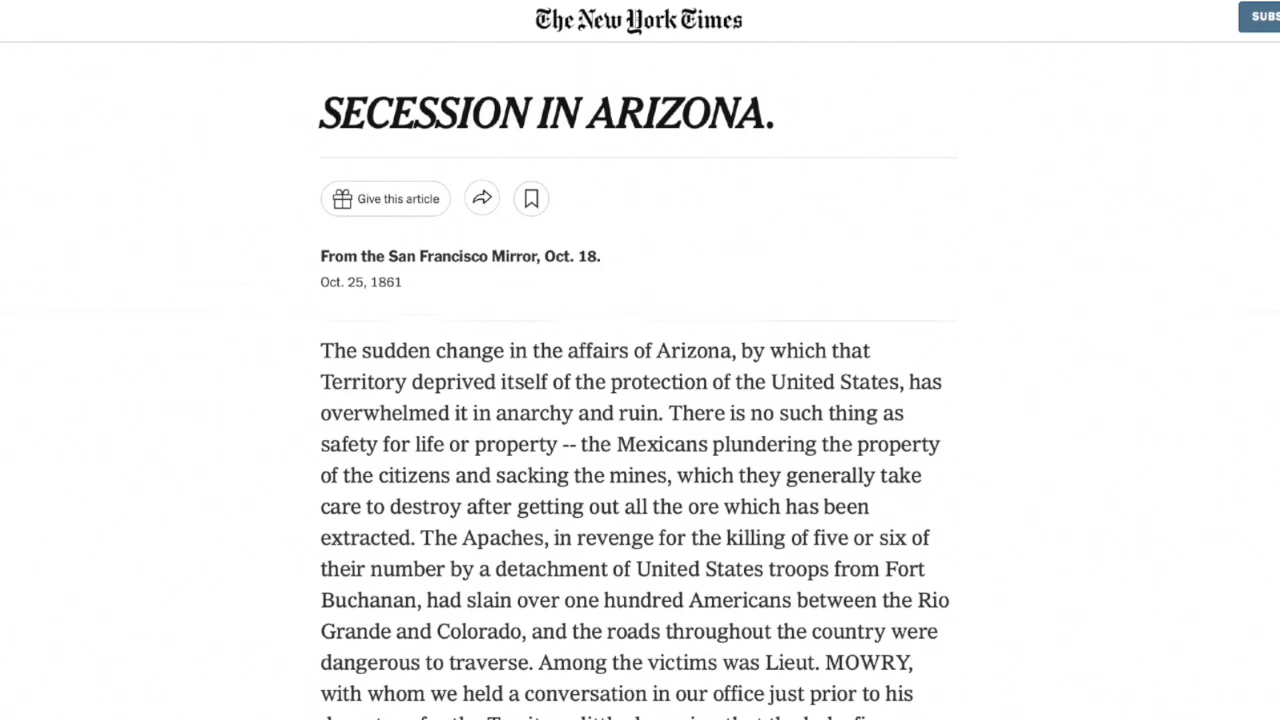 The New York Times
SUBS
SECESSION IN ARIZONA.
Give this article
From the San Francisco Mirror, Oct. 18.
Oct. 25, 1861
The sudden change in the affairs of Arizona, by which that
Territory deprived itself of the protection of the United States, has
overwhelmed it in anarchy and ruin. There is no such thing as
safety for life or property -- the Mexicans plundering the property
of the citizens and sacking the mines, which they generally take
care to destroy after getting out all the ore which has been
extracted. The Apaches, in revenge for the killing of five or six of
their number by a detachment of United States troops from Fort
Buchanan, had slain over one hundred Americans between the Rio
Grande and Colorado, and the roads throughout the country were
dangerous to traverse. Among the victims was Lieut. MOWRY,
with whom we held a conversation in our office just prior to his